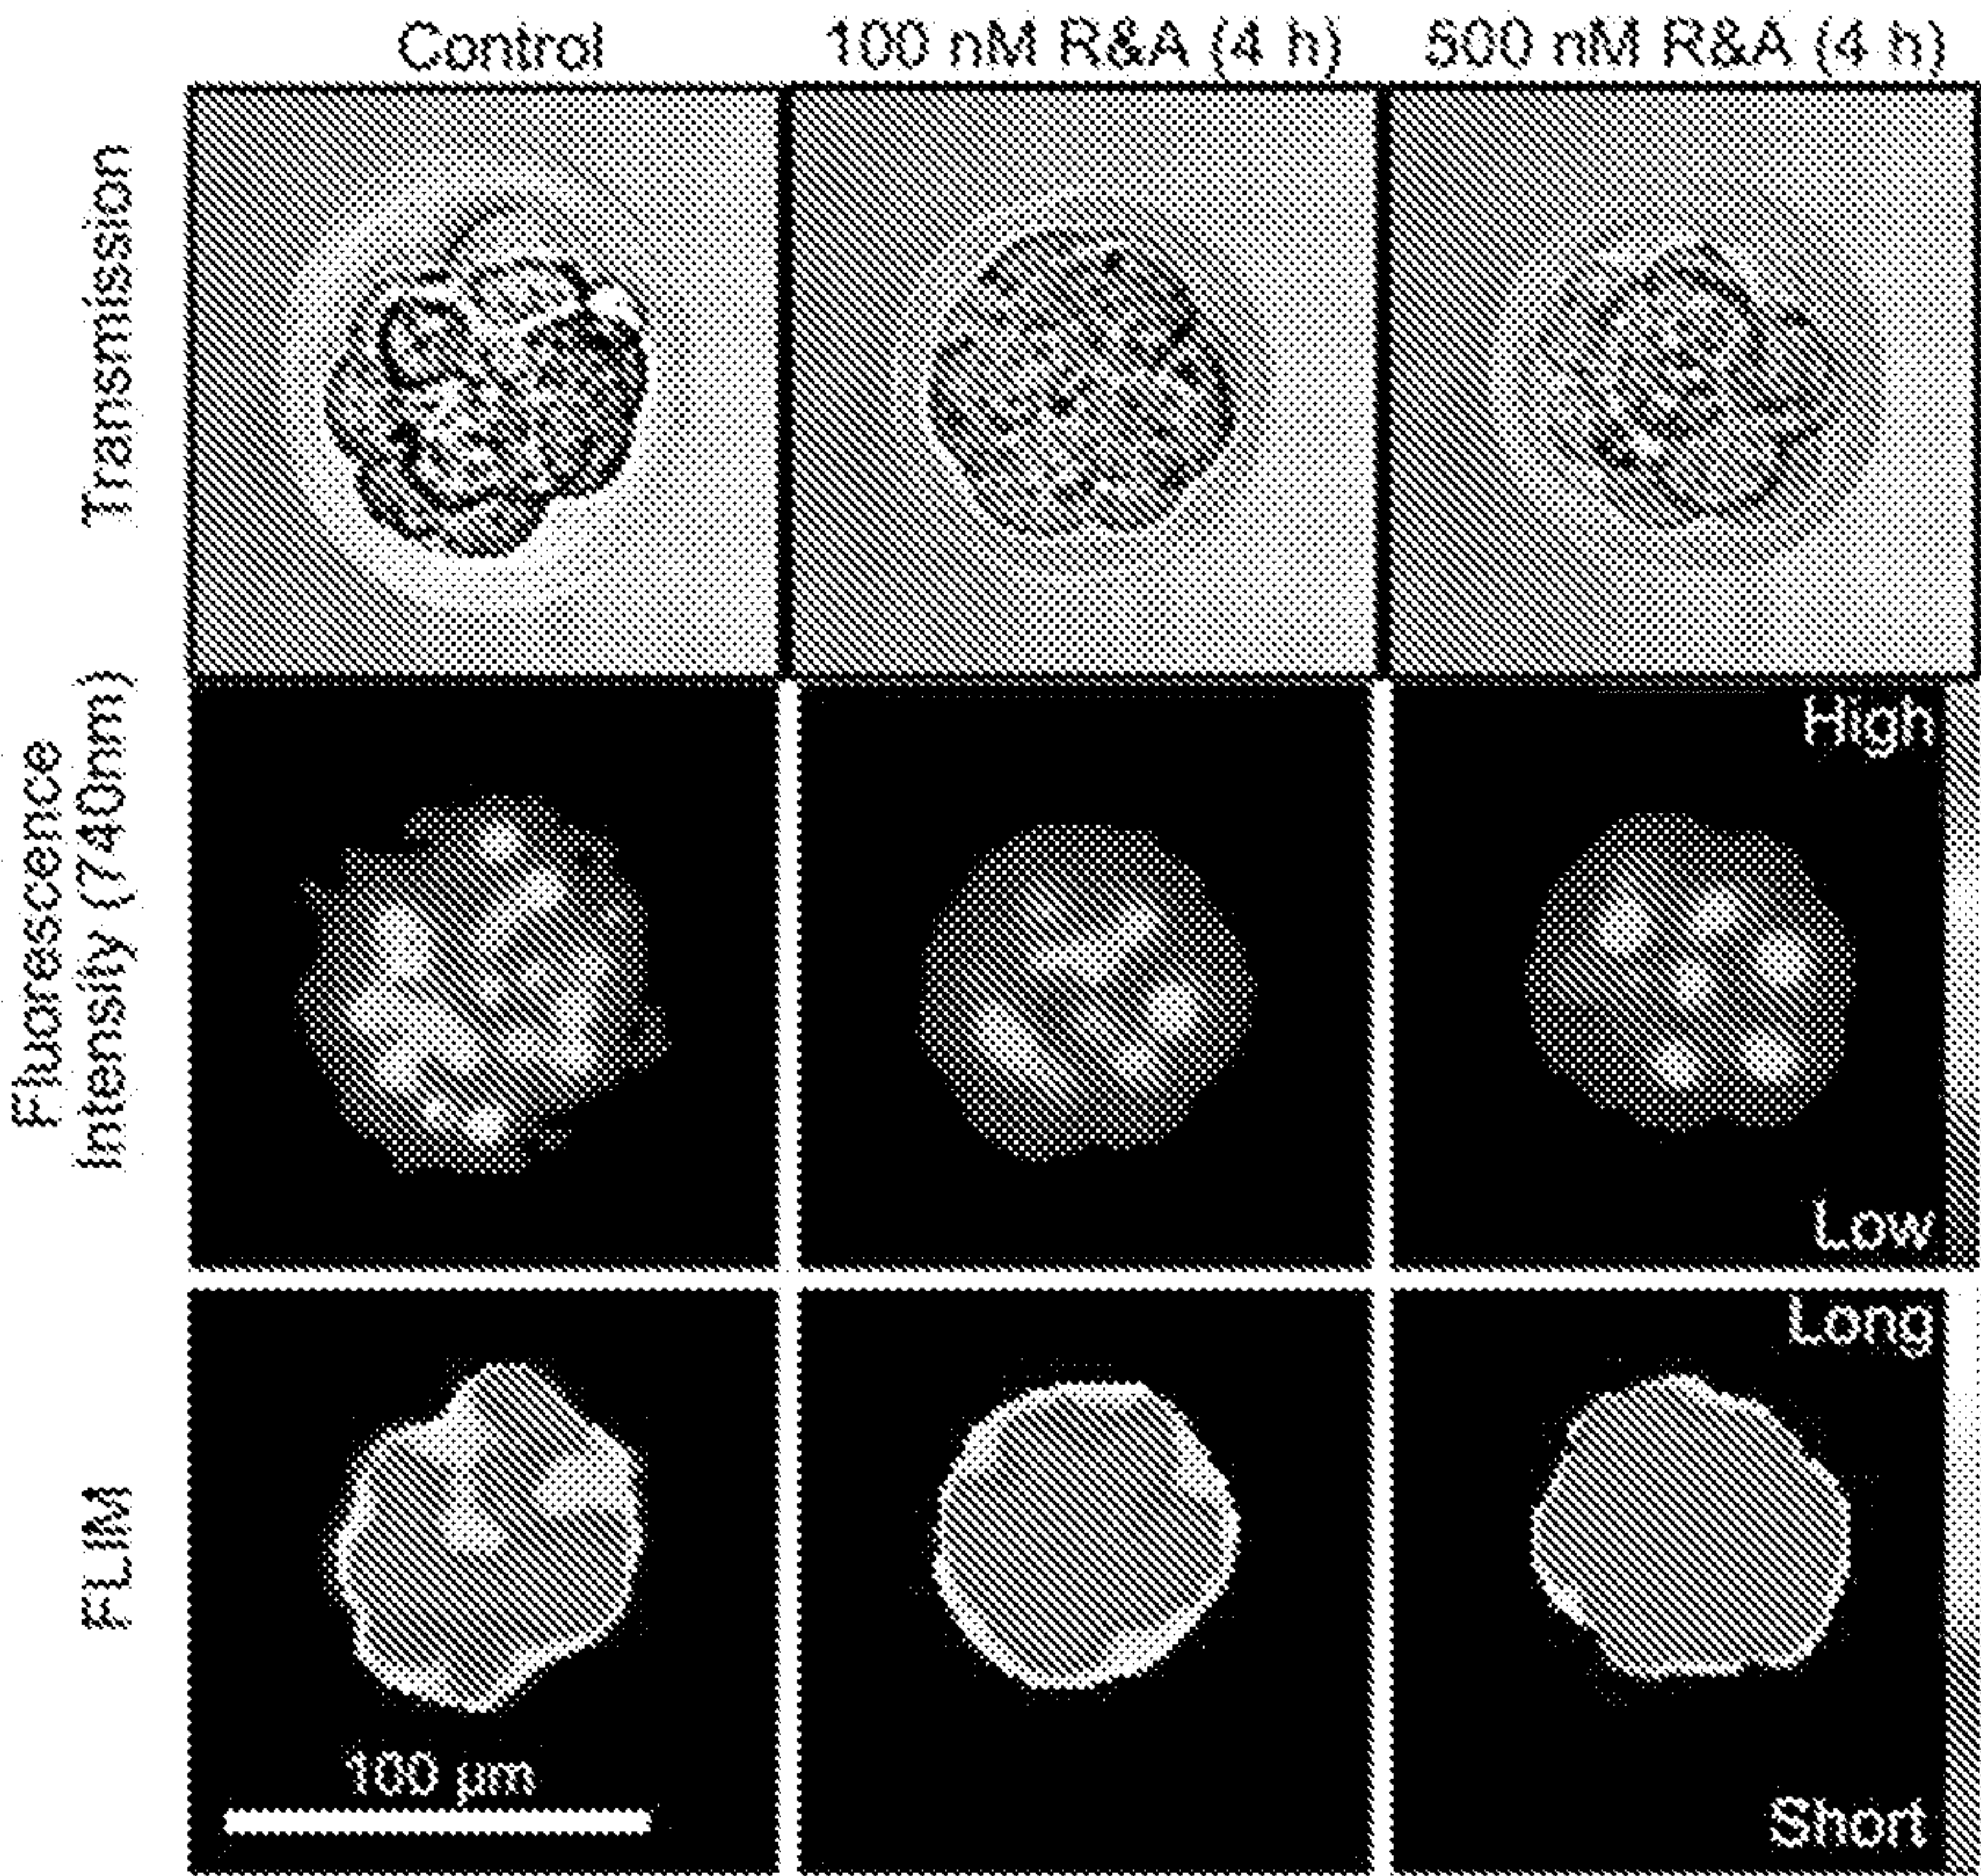 Control
100 nM R&A (4 h)
500 nM R&A (4 h)
Transmission
Fluorescence
Intensity (740nm)
High
Low
FLIM
Long
Short
100 µm